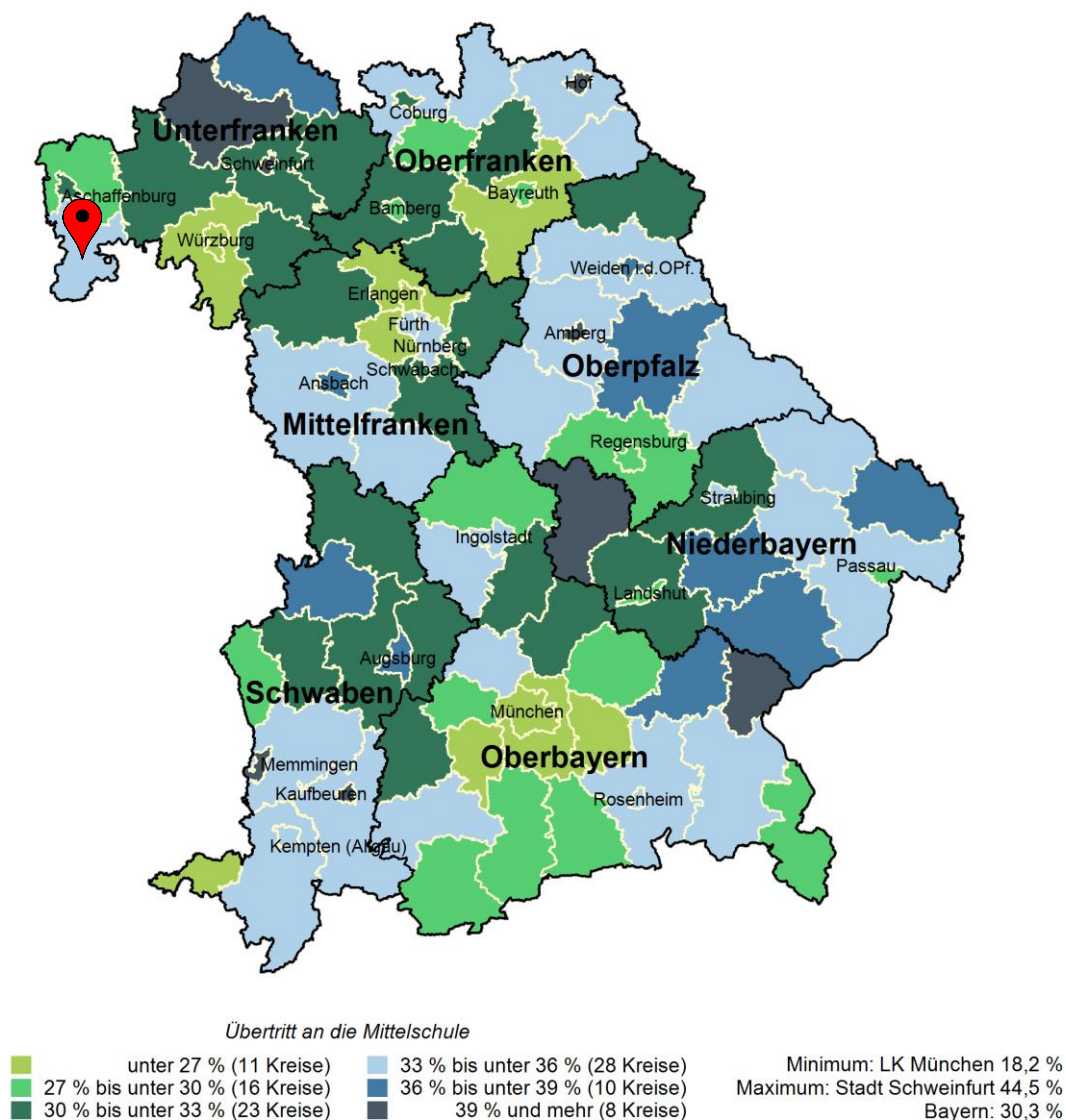 Hof
Coburg
Unterfranken
Schweinfurt
Oberfranken
Aschaffenburg
Bayreuth
Bamberg
Würzburg
Weiden i.d.OPf.
Erlangen
Fürth
Amberg
Nürnberg
Oberpfalz
Schwabach
Ansbach
Mittelfranken
Regensburg
Straubing
Ingolstadt
Niederbayern
Passau
Landshut
Augsburg
Schwaben
München
Oberbayern
Memmingen
Kaufbeuren
Rosenheim
Kempten (Allgäu)
Übertritt an die Mittelschule
unter 27 % (11 Kreise) 33 % bis unter 36 % (28 Kreise) Minimum: LK München 18,2 %
27 % bis unter 30 % (16 Kreise) 36 % bis unter 39 % (10 Kreise) Maximum: Stadt Schweinfurt 44,5 %
30 % bis unter 33 % (23 Kreise) 39 % und mehr (8 Kreise) Bayern: 30,3 %